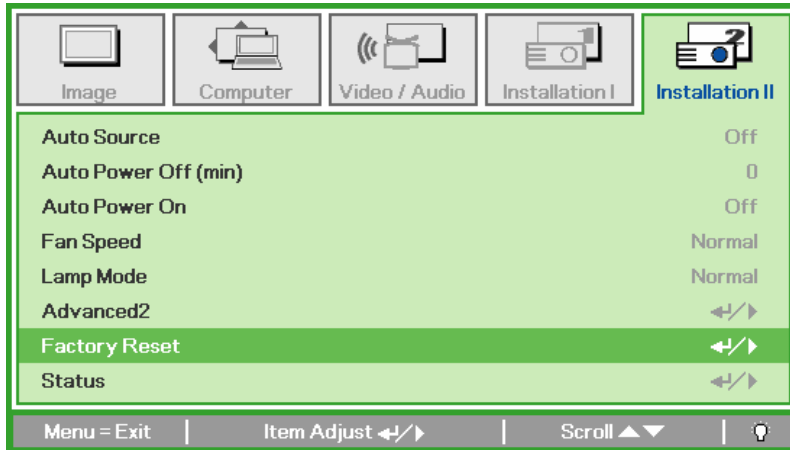 Image Computer Video / Audio Installation I Installation II
Auto Source Off
Auto Power Off (min) 0
Auto Power On Off
Fan Speed Normal
Lamp Mode Normal
Advanced2 ↵/▶
Factory Reset ↵/▶
Status ↵/▶
Menu = Exit Item Adjust ↵/▶ Scroll ▲▼